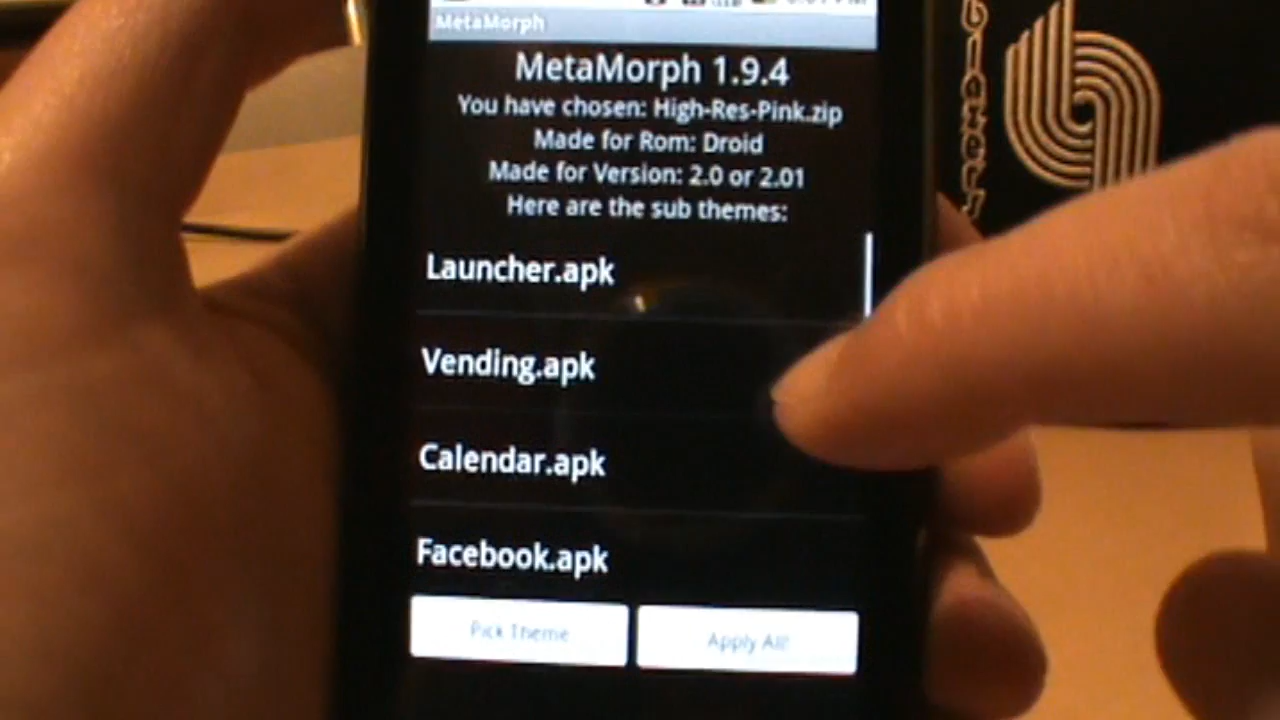 MetaMorph
MetaMorph 1.9.4
You have chosen: High-Res-Pink.zip
Made for Rom: Droid
Made for Version: 2.0 or 2.01
Here are the sub themes:
Launcher.apk
Vending.apk
Calendar.apk
Facebook.apk
Pick Theme
Apply All!